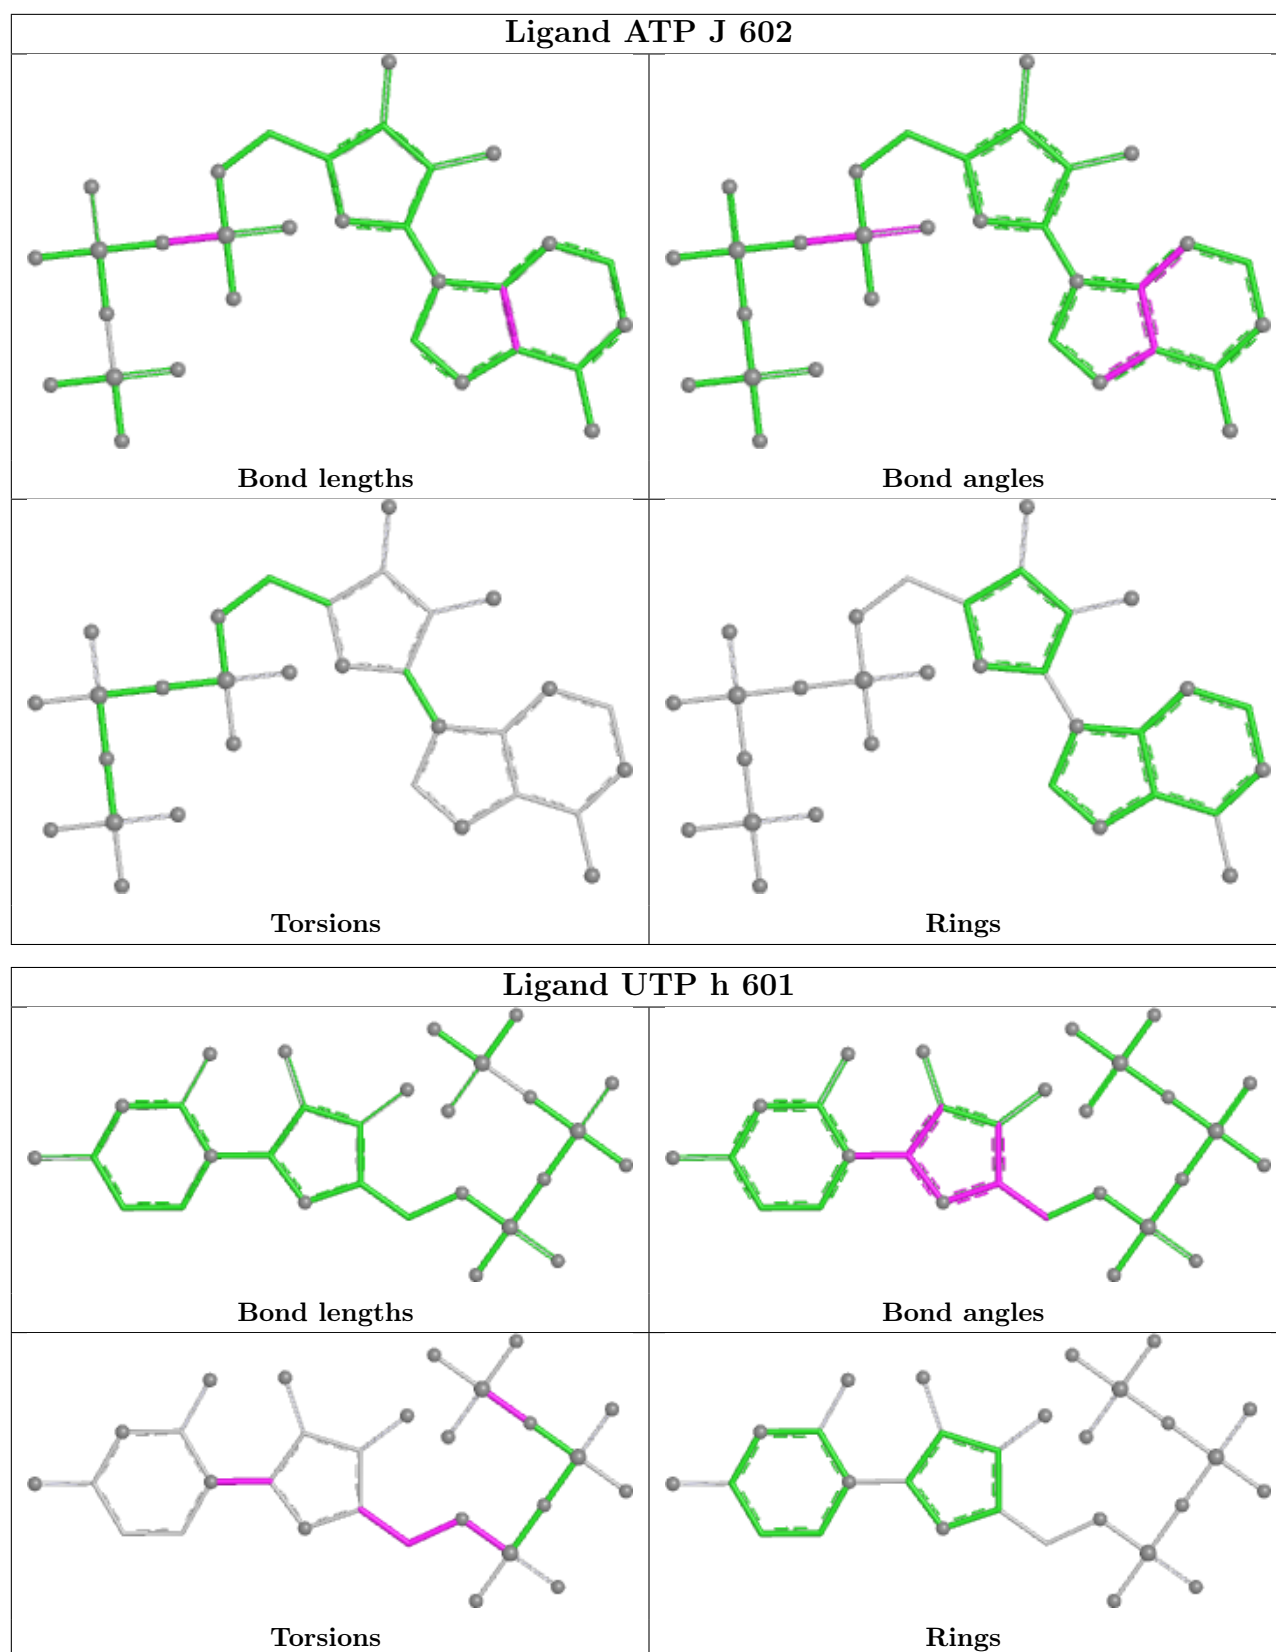 Ligand ATP J 602
Bond lengths
Bond angles
Torsions
Rings
Ligand UTP h 601
Bond lengths
Bond angles
Torsions
Rings